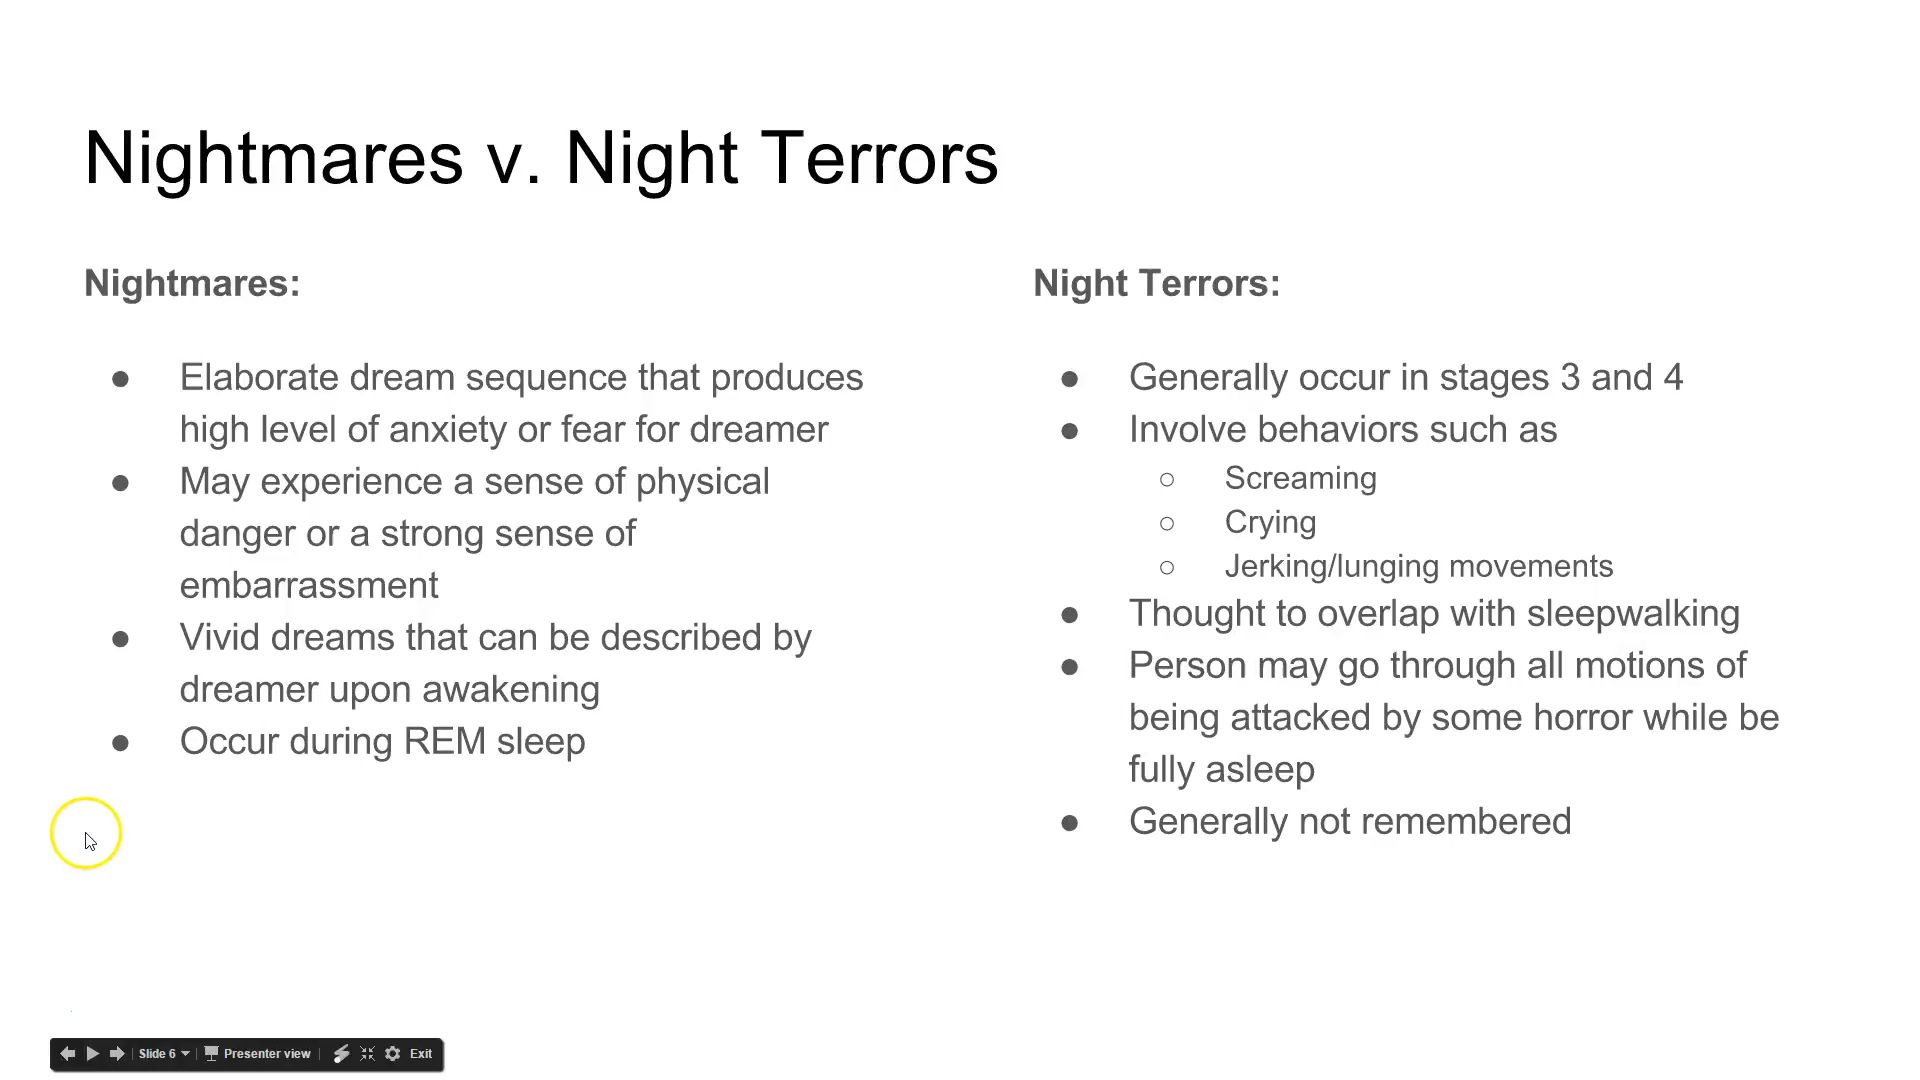 Nightmares v. Night Terrors
Nightmares:
● Elaborate dream sequence that produces
high level of anxiety or fear for dreamer
● May experience a sense of physical
danger or a strong sense of
embarrassment
● Vivid dreams that can be described by
dreamer upon awakening
● Occur during REM sleep
Night Terrors:
● Generally occur in stages 3 and 4
● Involve behaviors such as
○ Screaming
○ Crying
○ Jerking/lunging movements
● Thought to overlap with sleepwalking
● Person may go through all motions of
being attacked by some horror while be
fully asleep
● Generally not remembered
Slide 6 Presenter view Exit